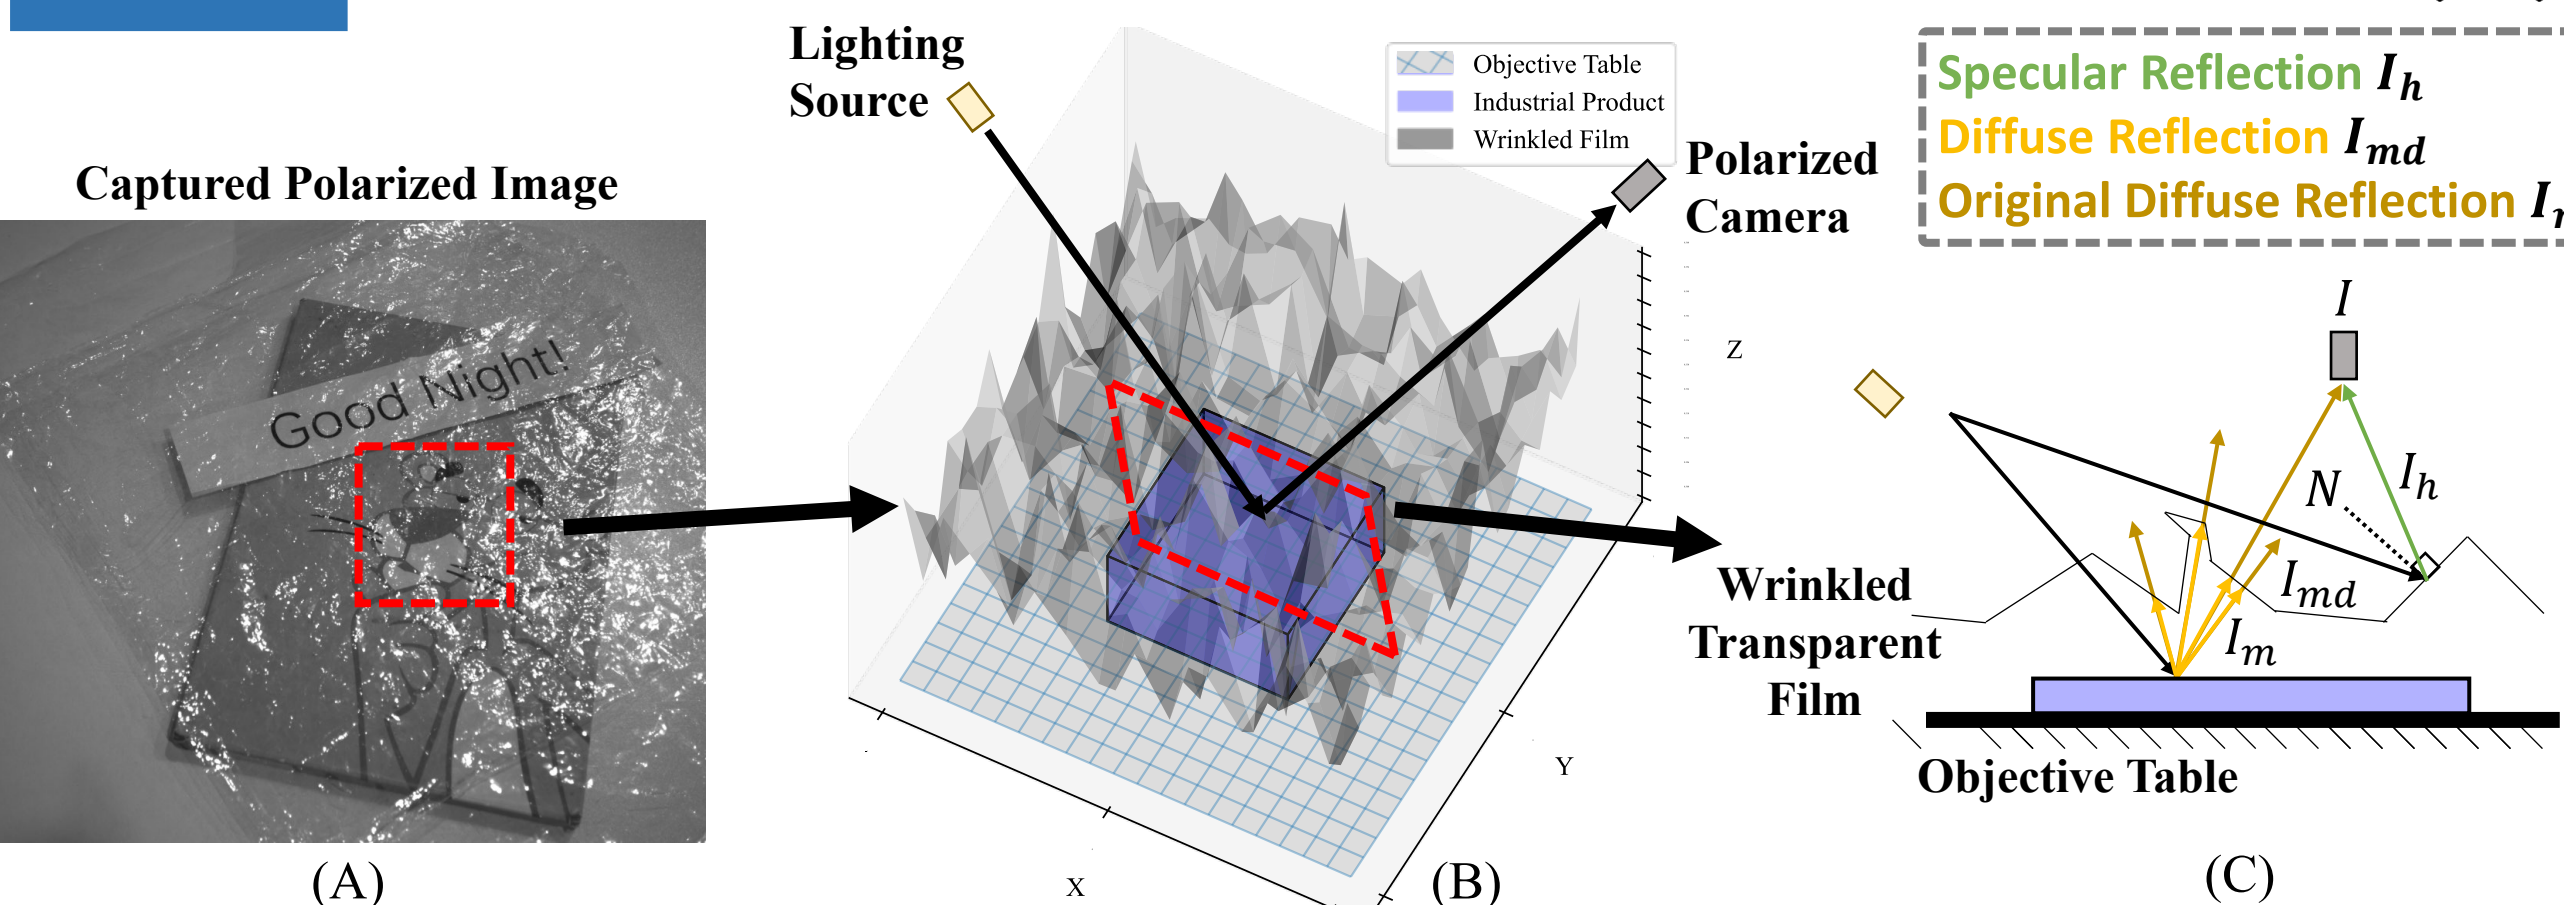 Captured Polarized Image
Good Night!
(A)
Lighting
Source
Objective Table
Industrial Product
Wrinkled Film
Polarized
Camera
Z
Y
X
(B)
Specular Reflection I_h
Diffuse Reflection I_md
Original Diffuse Reflection
I
N
I_h
I_md
I_m
Wrinkled
Transparent
Film
Objective Table
(C)